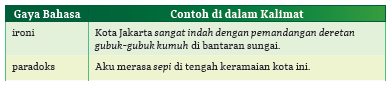 Gaya Bahasa Contoh di dalam Kalimat
ironi Kota Jakarta sangat indah dengan pemandangan deretan
gubuk-gubuk kumuh di bantaran sungai.
paradoks Aku merasa sepi di tengah keramaian kota ini.